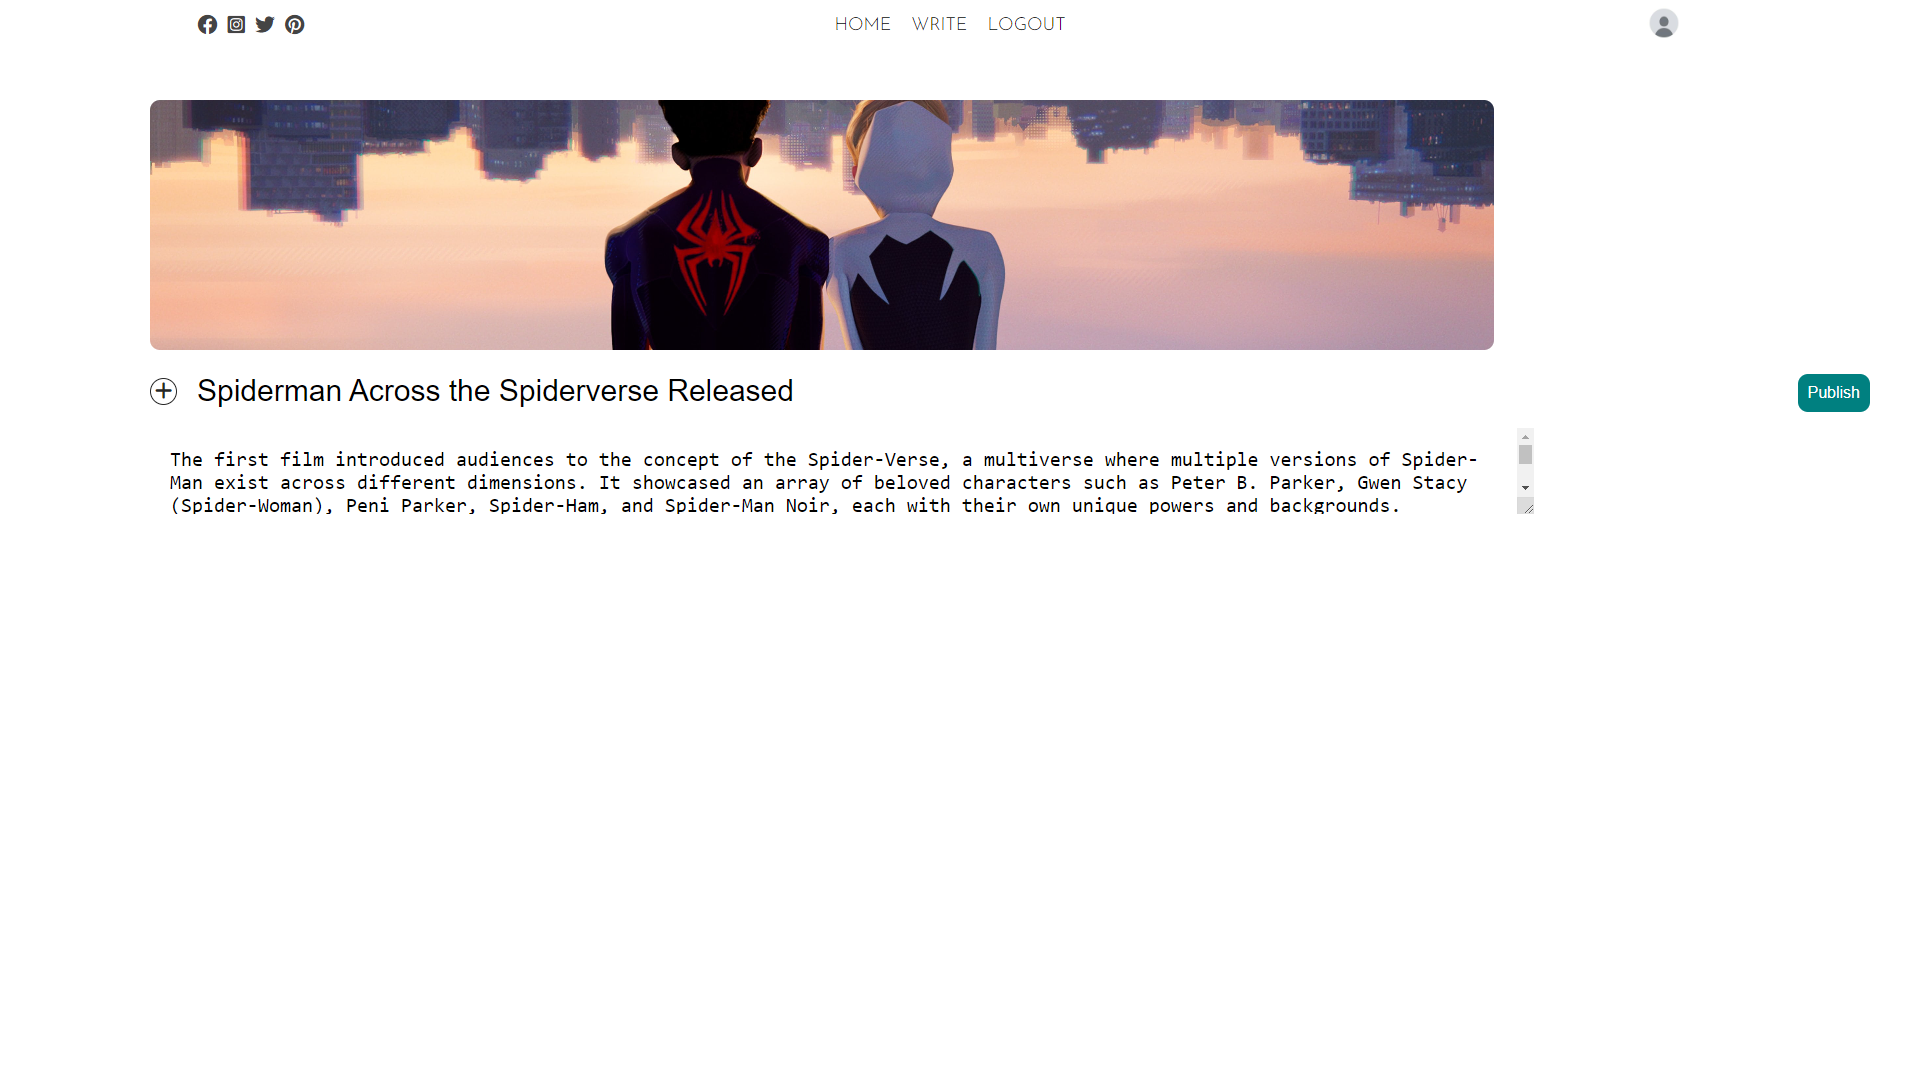 HOME WRITE LOGOUT
Spiderman Across the Spiderverse Released
Publish
The first film introduced audiences to the concept of the Spider-Verse, a multiverse where multiple versions of Spider-
Man exist across different dimensions. It showcased an array of beloved characters such as Peter B. Parker, Gwen Stacy
(Spider-Woman), Peni Parker, Spider-Ham, and Spider-Man Noir, each with their own unique powers and backgrounds.